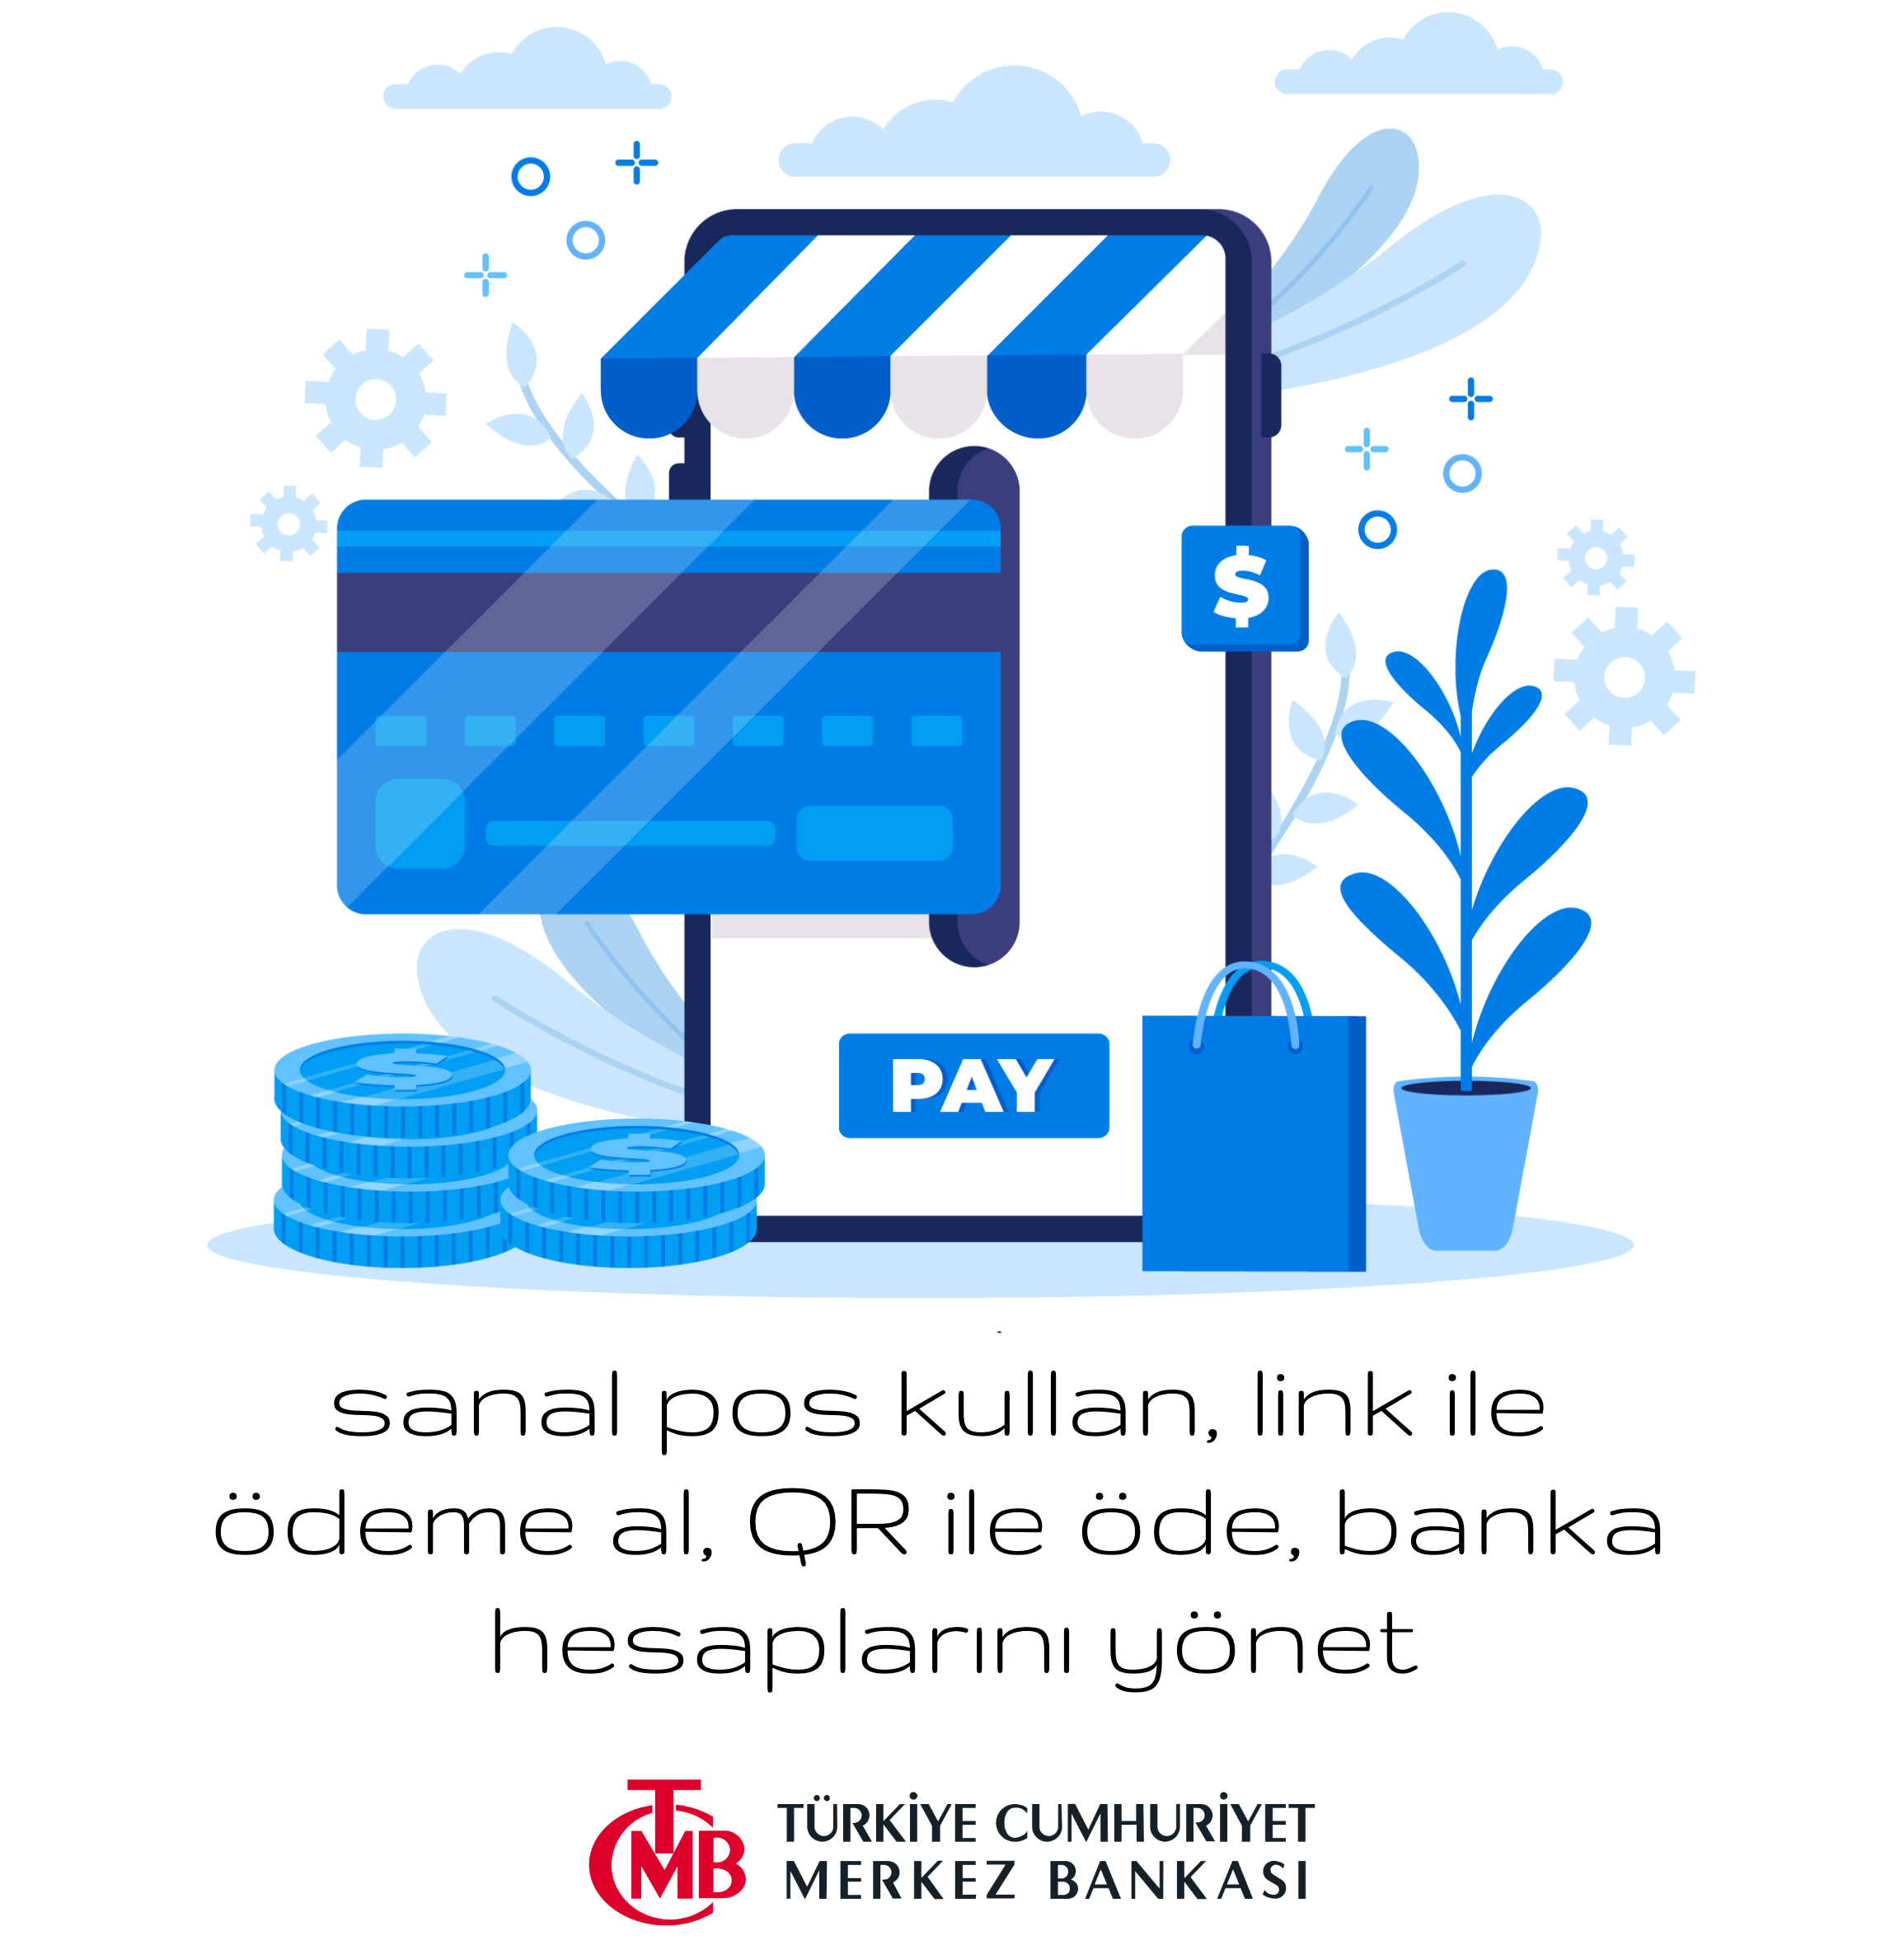 $
PAY
$
$
sanal pos kullan, link ile
ödeme al, QR ile öde, banka
hesaplarını yönet
TCMB
TÜRKİYE CUMHURİYET
MERKEZ BANKASI